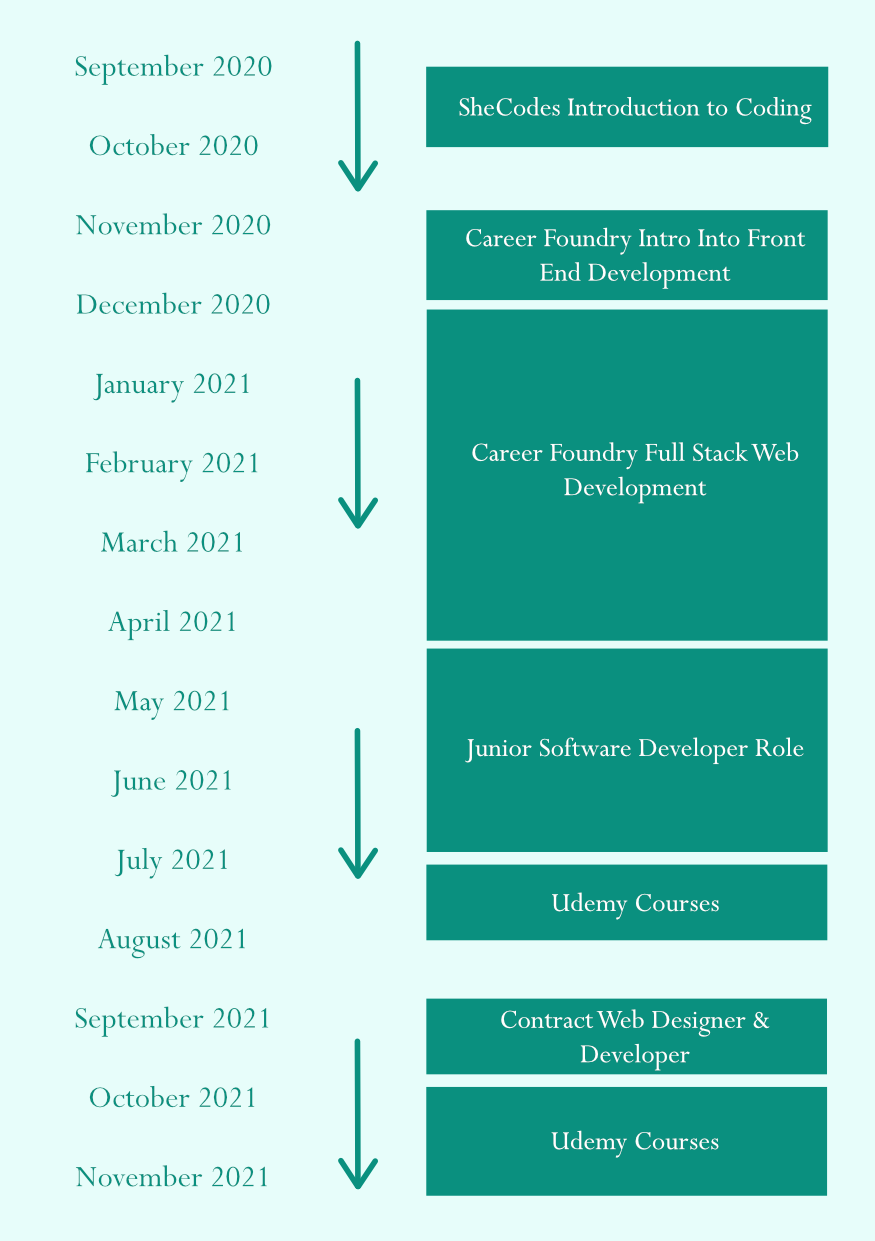 September 2020
October 2020
November 2020
December 2020
January 2021
February 2021
March 2021
April 2021
May 2021
June 2021
July 2021
August 2021
September 2021
October 2021
November 2021
SheCodes Introduction to Coding
Career Foundry Intro Into Front
End Development
Career Foundry Full Stack Web
Development
Junior Software Developer Role
Udemy Courses
Contract Web Designer &
Developer
Udemy Courses